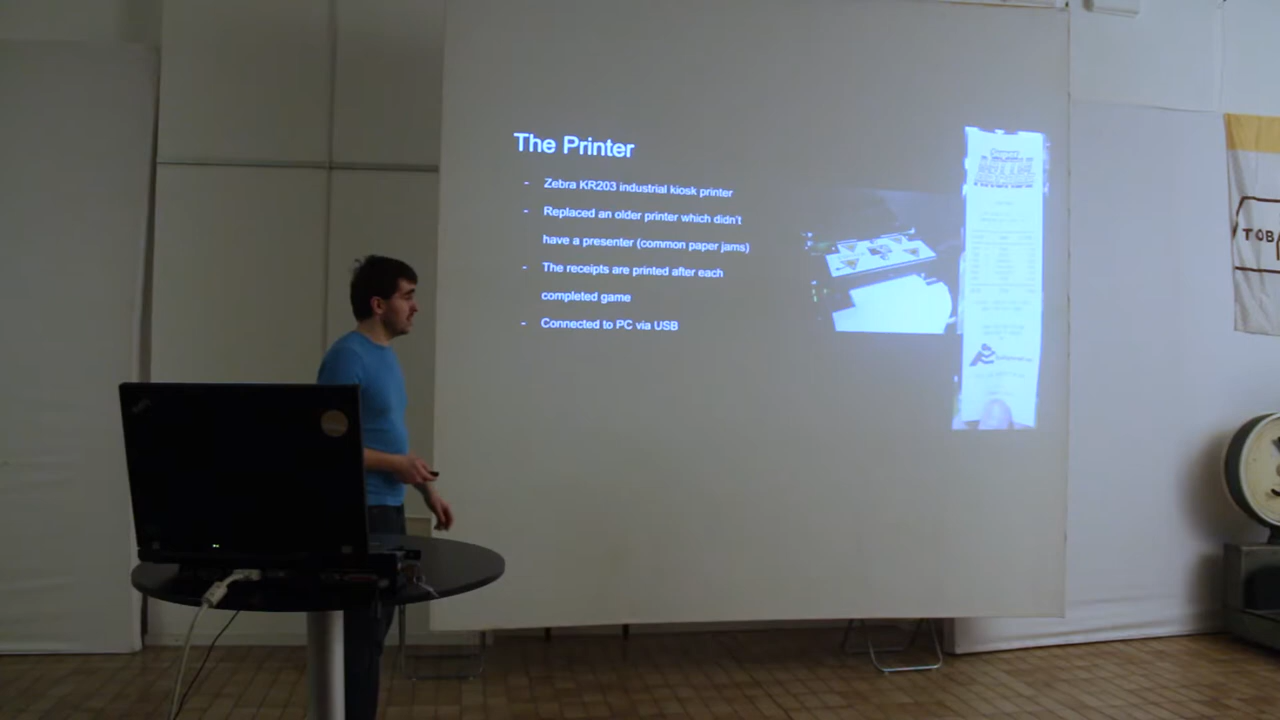 The Printer
- Zebra KR203 industrial kiosk printer
- Replaced an older printer which didn't
have a presenter (common paper jams)
- The receipts are printed after each
completed game
- Connected to PC via USB